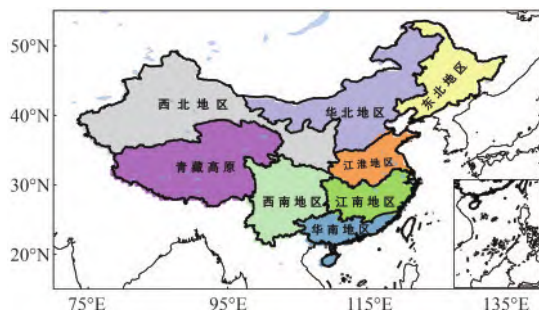 50°N
40°N
30°N
20°N
西北地区
华北地区
东北地区
青藏高原
江淮地区
西南地区
江南地区
华南地区
75°E
95°E
115°E
135°E